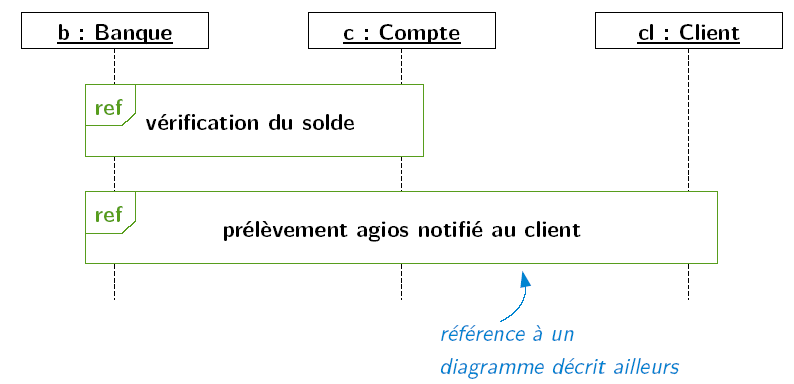 b : Banque
c : Compte
cl : Client
ref
vérification du solde
ref
prélèvement agios notifié au client
référence à un
diagramme décrit ailleurs